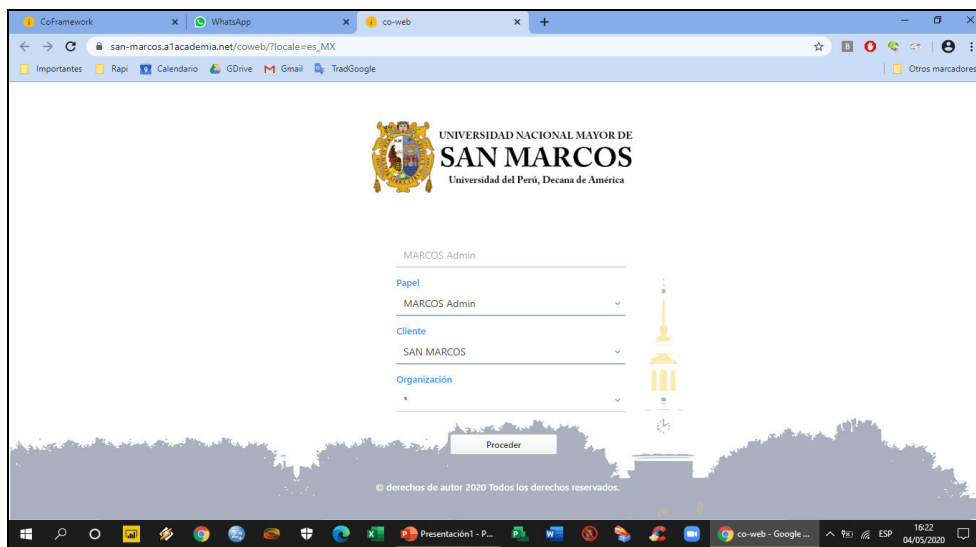 CoFramework
WhatsApp
co-web
san-marcos.a1academia.net/coweb/?locale=es_MX
Importantes Rapi Calendario GDrive Gmail TradGoogle Otros marcadores
UNIVERSIDAD NACIONAL MAYOR DE
SAN MARCOS
Universidad del Perú, Decana de América
MARCOS Admin
Papel
MARCOS Admin
Cliente
SAN MARCOS
Organización
*
Proceder
© derechos de autor 2020 Todos los derechos reservados.
Presentación1 - P...
co-web - Google ...
ESP
16:22
04/05/2020